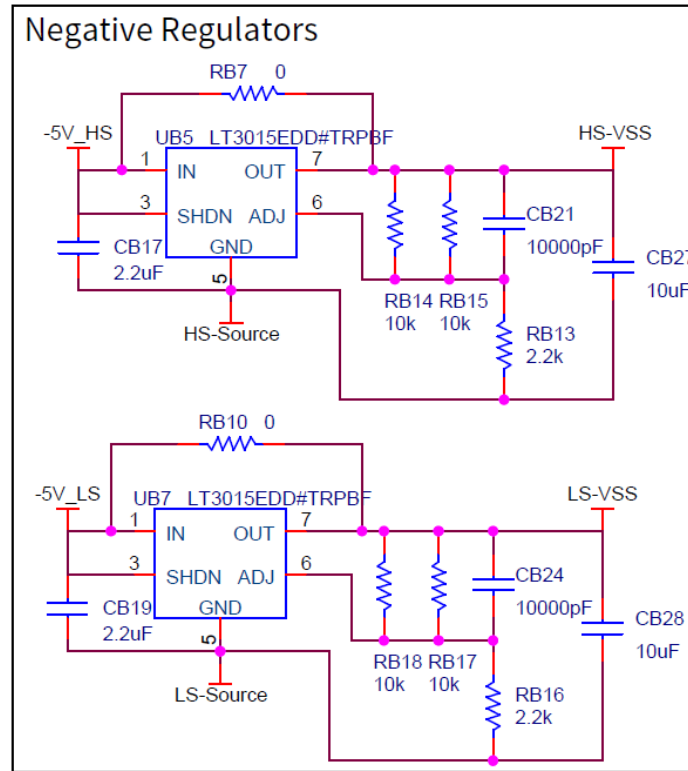 Negative Regulators
RB7 0
-5V_HS
UB5 LT3015EDD#TRPBF
HS-VSS
1 IN OUT 7
3 SHDN ADJ 6
GND
5
CB17
2.2uF
HS-Source
CB21
10000pF
CB27
10uF
RB14 RB15
10k 10k
RB13
2.2k
RB10 0
-5V_LS
UB7 LT3015EDD#TRPBF
LS-VSS
1 IN OUT 7
3 SHDN ADJ 6
GND
5
CB19
2.2uF
LS-Source
CB24
10000pF
CB28
10uF
RB18 RB17
10k 10k
RB16
2.2k